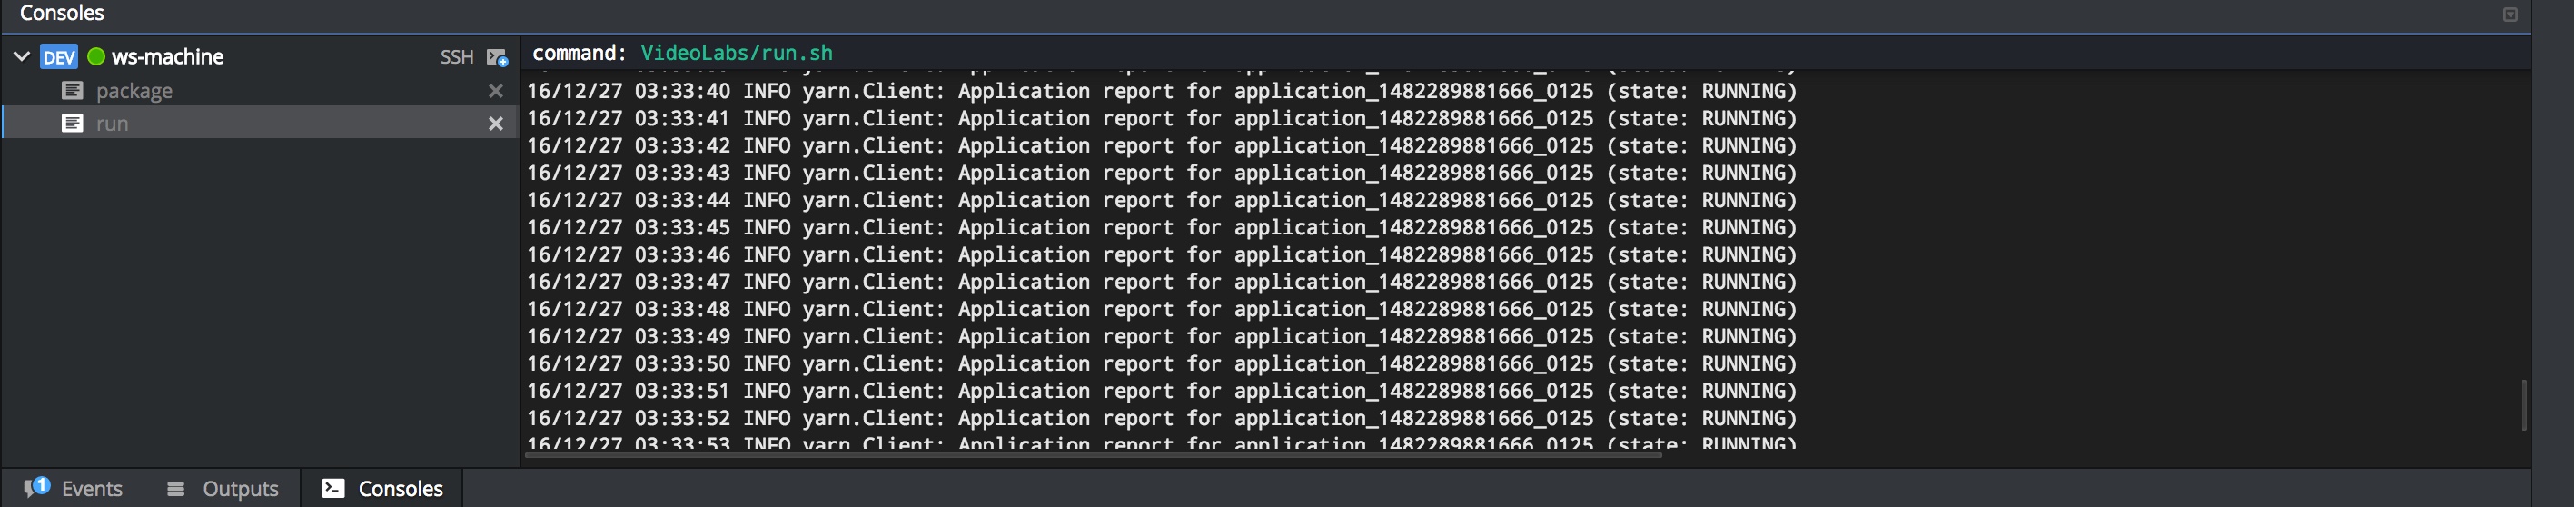 Consoles
DEV ws-machine SSH
package
run
command: VideoLabs/run.sh
16/12/27 03:33:40 INFO yarn.Client: Application report for application_1482289881666_0125 (state: RUNNING)
16/12/27 03:33:41 INFO yarn.Client: Application report for application_1482289881666_0125 (state: RUNNING)
16/12/27 03:33:42 INFO yarn.Client: Application report for application_1482289881666_0125 (state: RUNNING)
16/12/27 03:33:43 INFO yarn.Client: Application report for application_1482289881666_0125 (state: RUNNING)
16/12/27 03:33:44 INFO yarn.Client: Application report for application_1482289881666_0125 (state: RUNNING)
16/12/27 03:33:45 INFO yarn.Client: Application report for application_1482289881666_0125 (state: RUNNING)
16/12/27 03:33:46 INFO yarn.Client: Application report for application_1482289881666_0125 (state: RUNNING)
16/12/27 03:33:47 INFO yarn.Client: Application report for application_1482289881666_0125 (state: RUNNING)
16/12/27 03:33:48 INFO yarn.Client: Application report for application_1482289881666_0125 (state: RUNNING)
16/12/27 03:33:49 INFO yarn.Client: Application report for application_1482289881666_0125 (state: RUNNING)
16/12/27 03:33:50 INFO yarn.Client: Application report for application_1482289881666_0125 (state: RUNNING)
16/12/27 03:33:51 INFO yarn.Client: Application report for application_1482289881666_0125 (state: RUNNING)
16/12/27 03:33:52 INFO yarn.Client: Application report for application_1482289881666_0125 (state: RUNNING)
16/12/27 03:33:53 INFO yarn.Client: Application report for application_1482289881666_0125 (state: RUNNING)
1 Events Outputs Consoles